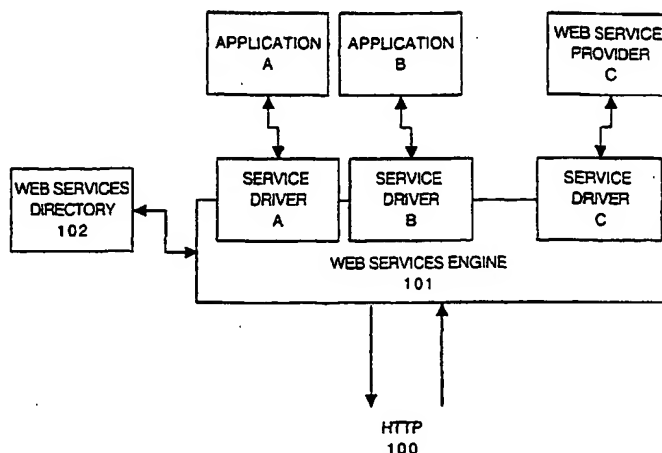 APPLICATION
A
APPLICATION
B
WEB SERVICE
PROVIDER
C
WEB SERVICES
DIRECTORY
102
SERVICE
DRIVER
A
SERVICE
DRIVER
B
SERVICE
DRIVER
C
WEB SERVICES ENGINE
101
HTTP
100